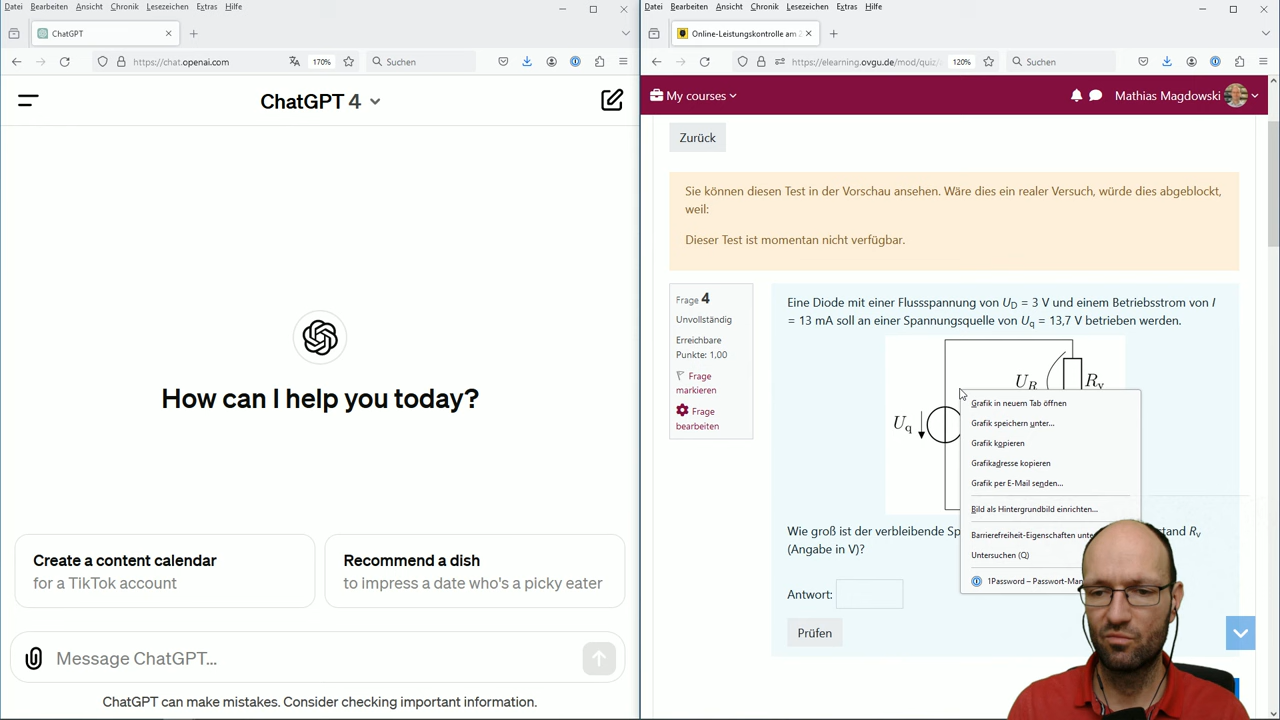 Datei Bearbeiten Ansicht Chronik Lesezeichen Extras Hilfe
ChatGPT
https://chat.openai.com
170%
Suchen
ChatGPT 4
How can I help you today?
Create a content calendar
for a TikTok account
Recommend a dish
to impress a date who's a picky eater
Message ChatGPT...
ChatGPT can make mistakes. Consider checking important information.
Datei Bearbeiten Ansicht Chronik Lesezeichen Extras Hilfe
Online-Leistungskontrolle am
https://elearning.ovgu.de/mod/quiz/
120%
Suchen
My courses
Mathias Magdowski
Zurück
Sie können diesen Test in der Vorschau ansehen. Wäre dies ein realer Versuch, würde dies abgeblockt,
weil:
Dieser Test ist momentan nicht verfügbar.
Frage 4
Unvollständig
Erreichbare
Punkte: 1,00
Frage
markieren
Frage
bearbeiten
Eine Diode mit einer Flussspannung von UD = 3 V und einem Betriebsstrom von I
= 13 mA soll an einer Spannungsquelle von Uq = 13,7 V betrieben werden.
UR
Rv
Uq
Grafik in neuem Tab öffnen
Grafik speichern unter...
Grafik kopieren
Grafikadresse kopieren
Grafik per E-Mail senden...
Bild als Hintergrundbild einrichten...
Barrierefreiheit-Eigenschaften
Untersuchen (Q)
1Password – Passwort-
Wie groß ist der verbleibende Rv
(Angabe in V)?
Antwort:
Prüfen